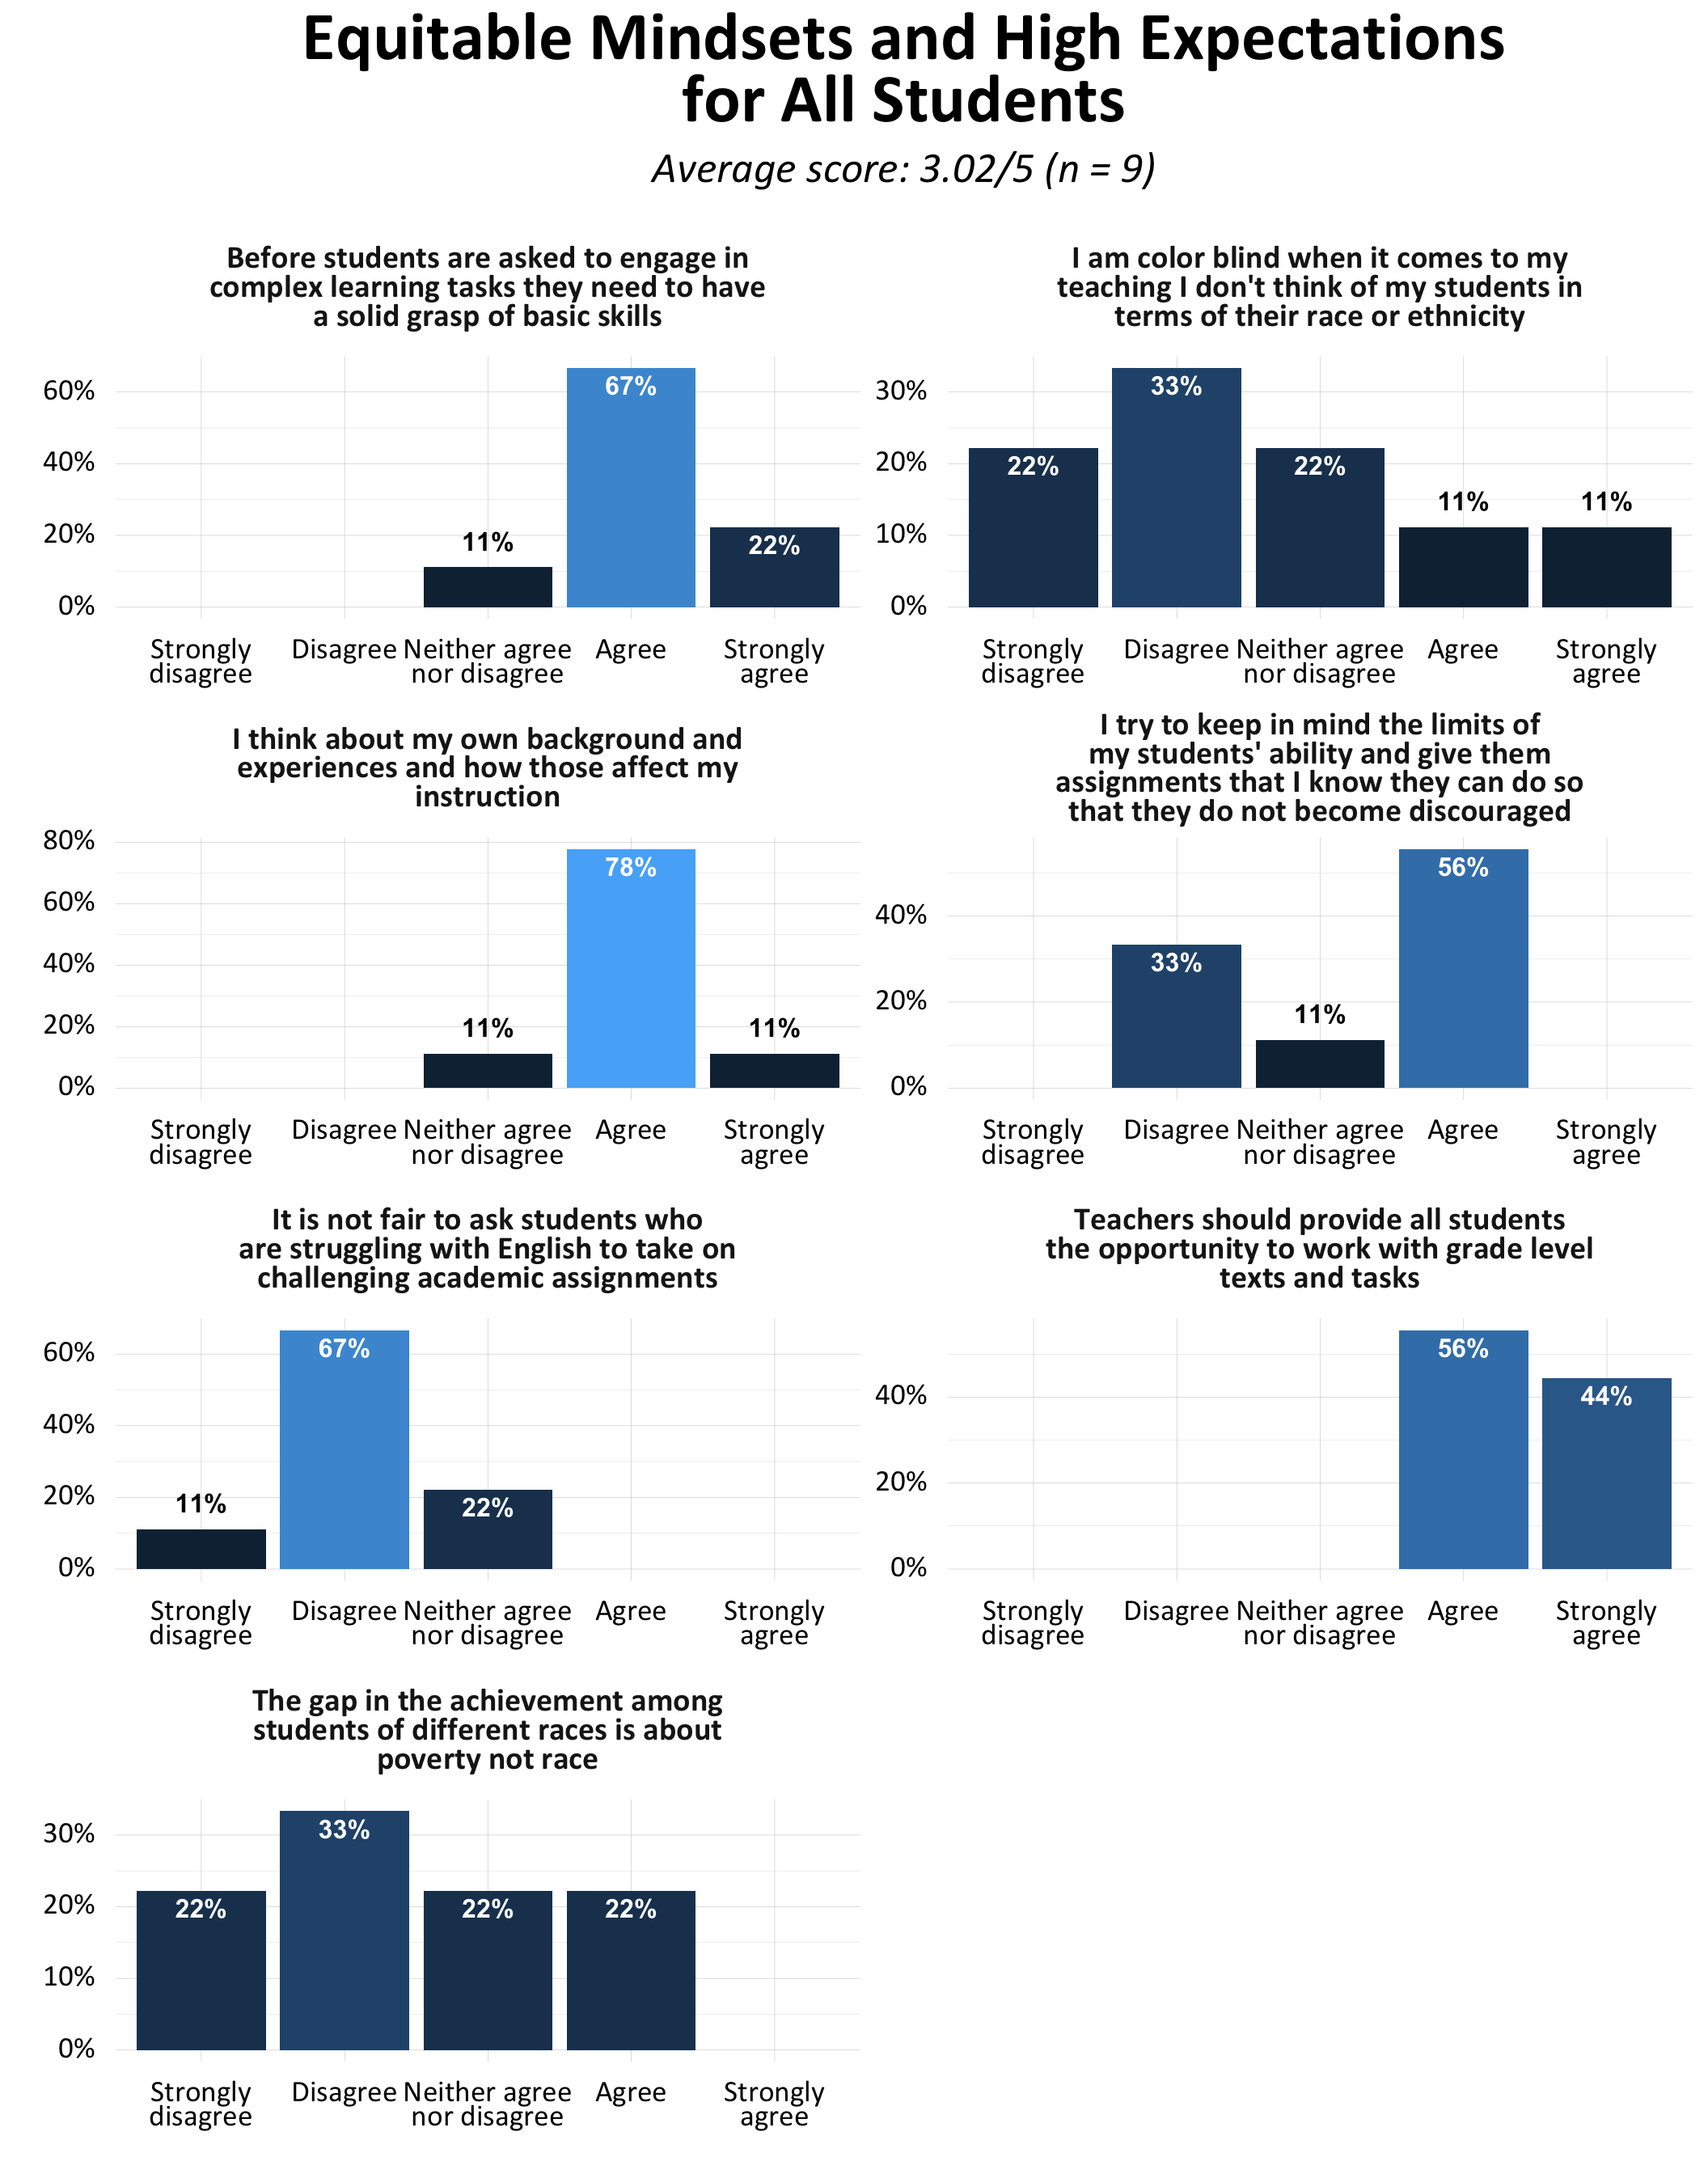 Equitable Mindsets and High Expectations
for All Students
Average score: 3.02/5 (n = 9)
Before students are asked to engage in
complex learning tasks they need to have
a solid grasp of basic skills
60%
40%
20%
0%
11%
67%
22%
Strongly
disagree
Disagree
Neither agree
nor disagree
Agree
Strongly
agree
I am color blind when it comes to my
teaching I don't think of my students in
terms of their race or ethnicity
30%
20%
10%
0%
22%
33%
22%
11%
11%
Strongly
disagree
Disagree
Neither agree
nor disagree
Agree
Strongly
agree
I think about my own background and
experiences and how those affect my
instruction
80%
60%
40%
20%
0%
11%
78%
11%
Strongly
disagree
Disagree
Neither agree
nor disagree
Agree
Strongly
agree
I try to keep in mind the limits of
my students' ability and give them
assignments that I know they can do so
that they do not become discouraged
40%
20%
0%
33%
11%
56%
Strongly
disagree
Disagree
Neither agree
nor disagree
Agree
Strongly
agree
It is not fair to ask students who
are struggling with English to take on
challenging academic assignments
60%
40%
20%
0%
11%
67%
22%
Strongly
disagree
Disagree
Neither agree
nor disagree
Agree
Strongly
agree
Teachers should provide all students
the opportunity to work with grade level
texts and tasks
40%
20%
0%
56%
44%
Strongly
disagree
Disagree
Neither agree
nor disagree
Agree
Strongly
agree
The gap in the achievement among
students of different races is about
poverty not race
30%
20%
10%
0%
22%
33%
22%
22%
Strongly
disagree
Disagree
Neither agree
nor disagree
Agree
Strongly
agree